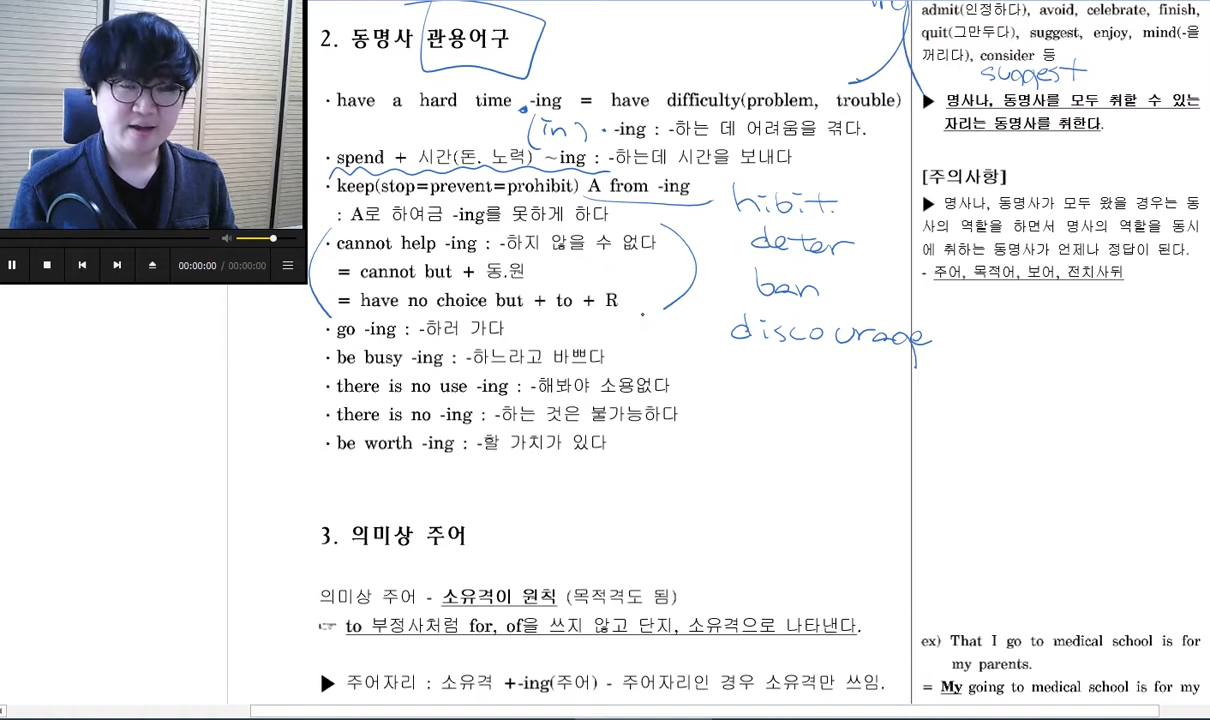 2. 동명사 관용어구
· have a hard time -ing = have difficulty(problem, trouble)
(in) · -ing : -하는 데 어려움을 겪다.
· spend + 시간(돈. 노력) ~ing : -하는데 시간을 보내다
· keep(stop=prevent=prohibit) A from -ing
: A로 하여금 -ing를 못하게 하다
· cannot help -ing : -하지 않을 수 없다
= cannot but + 동.원
= have no choice but + to + R
· go -ing : -하러 가다
· be busy -ing : -하느라고 바쁘다
· there is no use -ing : -해봐야 소용없다
· there is no -ing : -하는 것은 불가능하다
· be worth -ing : -할 가치가 있다
hibit.
deter
ban
discourage
3. 의미상 주어
의미상 주어 - 소유격이 원칙 (목적격도 됨)
☞ to 부정사처럼 for, of을 쓰지 않고 단지, 소유격으로 나타낸다.
▶ 주어자리 : 소유격 +-ing(주어) - 주어자리인 경우 소유격만 쓰임.
admit(인정하다), avoid, celebrate, finish,
quit(그만두다), suggest, enjoy, mind(-을
꺼리다), consider 등
suggest
▶ 명사나, 동명사를 모두 취할 수 있는
자리는 동명사를 취한다.
[주의사항]
▶ 명사나, 동명사가 모두 왔을 경우는 동
사의 역할을 하면서 명사의 역할을 동시
에 취하는 동명사가 언제나 정답이 된다.
- 주어, 목적어, 보어, 전치사뒤
ex) That I go to medical school is for
my parents.
= My going to medical school is for my
00:00:00 / 00:00:00